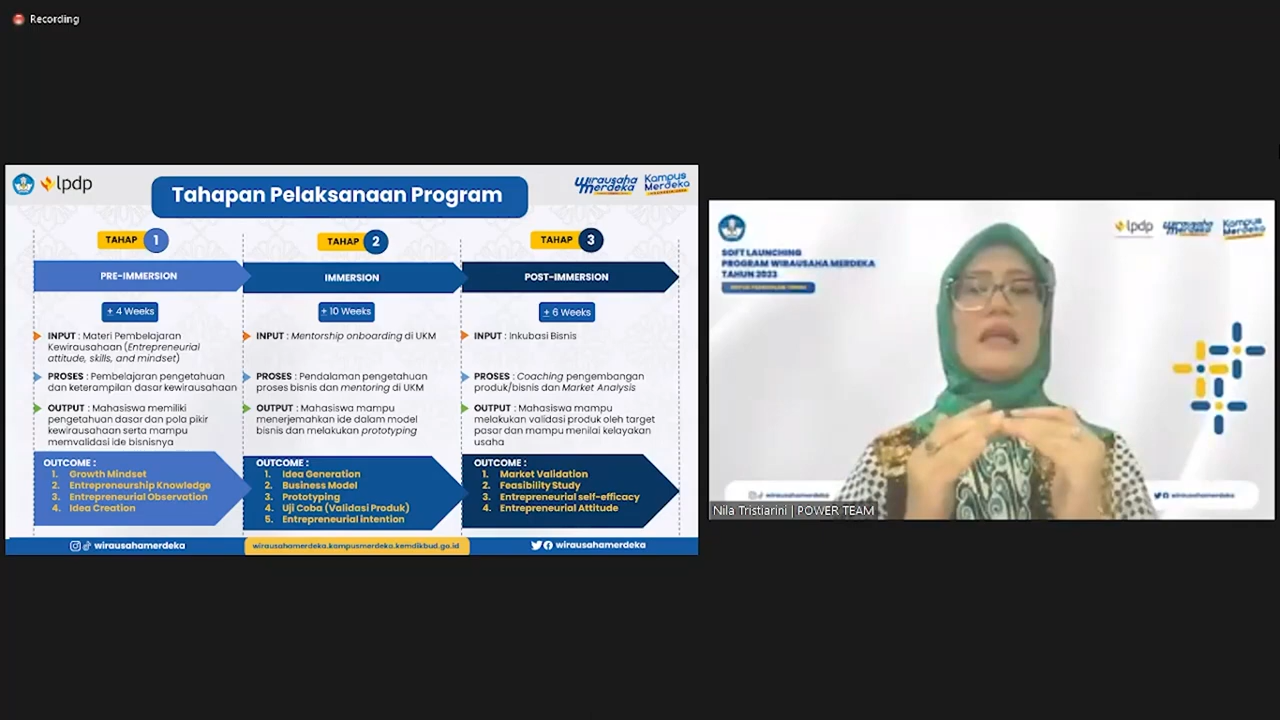 Recording
lpdp
Tahapan Pelaksanaan Program
wirausaha
merdeka
Kampus
Merdeka
TAHAP 1
PRE-IMMERSION
± 4 Weeks
INPUT : Materi Pembelajaran
Kewirausahaan (Entrepreneurial
attitude, skills, and mindset)
PROSES : Pembelajaran pengetahuan
dan keterampilan dasar kewirausahaan
OUTPUT : Mahasiswa memiliki
pengetahuan dasar dan pola pikir
kewirausahaan serta mampu
memvalidasi ide bisnisnya
OUTCOME :
1. Growth Mindset
2. Entrepreneurship Knowledge
3. Entrepreneurial Observation
4. Idea Creation
TAHAP 2
IMMERSION
± 10 Weeks
INPUT : Mentorship onboarding di UKM
PROSES : Pendalaman pengetahuan
proses bisnis dan mentoring di UKM
OUTPUT : Mahasiswa mampu
menerjemahkan ide dalam model
bisnis dan melakukan prototyping
OUTCOME :
1. Idea Generation
2. Business Model
3. Prototyping
4. Uji Coba (Validasi Produk)
5. Entrepreneurial intention
TAHAP 3
POST-IMMERSION
± 6 Weeks
INPUT : Inkubasi Bisnis
PROSES : Coaching pengembangan
produk/bisnis dan Market Analysis
OUTPUT : Mahasiswa mampu
melakukan validasi produk oleh target
pasar dan mampu menilai kelayakan
usaha
OUTCOME :
1. Market Validation
2. Feasibility Study
3. Entrepreneurial self-efficacy
4. Entrepreneurial Attitude
wirausahamerdeka
wirausahamerdeka.kampusmerdeka.kemdikbud.go.id
wirausahamerdeka
lpdp
wirausaha
merdeka
Kampus
Merdeka
SOFT LAUNCHING
PROGRAM WIRAUSAHA MERDEKA
TAHUN 2023
wirausahamerdeka
wirausahamerdeka
Nila Tristiarini | POWER TEAM